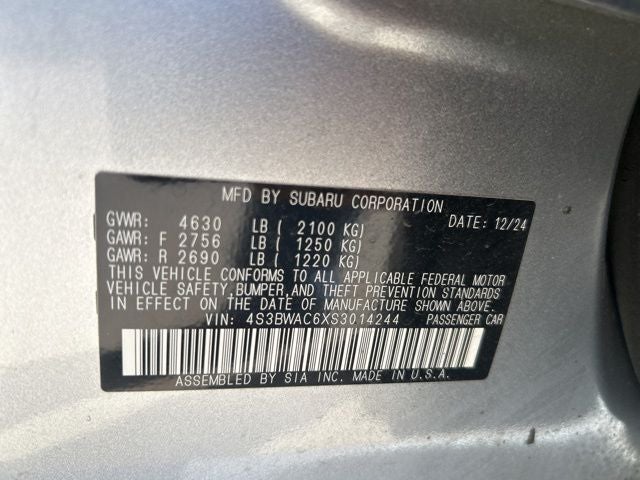 MFD BY SUBARU CORPORATION
GVWR: 4630 LB ( 2100 KG) DATE: 12/24
GAWR: F 2756 LB ( 1250 KG)
GAWR: R 2690 LB ( 1220 KG)
THIS VEHICLE CONFORMS TO ALL APPLICABLE FEDERAL MOTOR
VEHICLE SAFETY, BUMPER, AND THEFT PREVENTION STANDARDS
IN EFFECT ON THE DATE OF MANUFACTURE SHOWN ABOVE.
VIN: 4S3BWAC6XS3014244 PASSENGER CAR
ASSEMBLED BY SIA INC. MADE IN U.S.A.